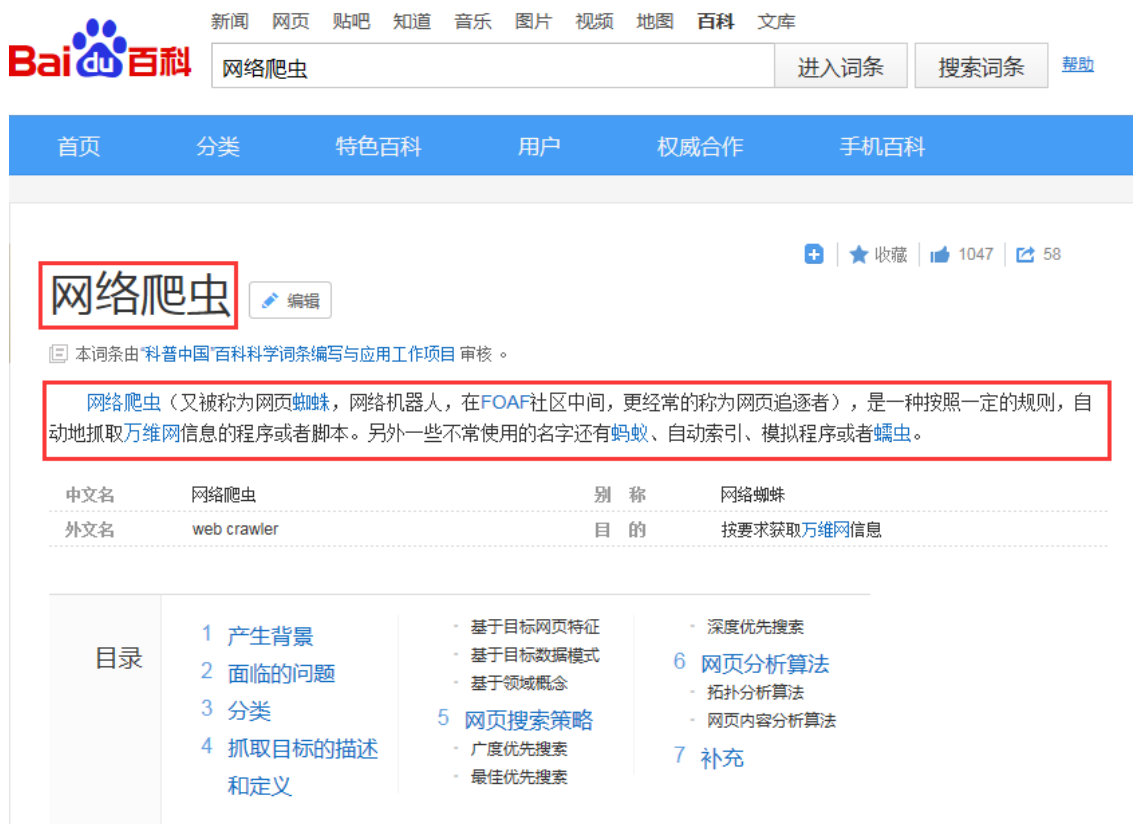 新闻 网页 贴吧 知道 音乐 图片 视频 地图 百科 文库
Bai du 百科
网络爬虫 进入词条 搜索词条 帮助
首页 分类 特色百科 用户 权威合作 手机百科
收藏 1047 58
网络爬虫 编辑
本词条由“科普中国”百科科学词条编写与应用工作项目 审核 。
网络爬虫（又被称为网页蜘蛛，网络机器人，在FOAF社区中间，更经常的称为网页追逐者），是一种按照一定的规则，自
动地抓取万维网信息的程序或者脚本。另外一些不常使用的名字还有蚂蚁、自动索引、模拟程序或者蠕虫。
中文名 网络爬虫 别 称 网络蜘蛛
外文名 web crawler 目 的 按要求获取万维网信息
目录
1 产生背景
2 面临的问题
3 分类
4 抓取目标的描述
和定义
- 基于目标网页特征
- 基于目标数据模式
- 基于领域概念
5 网页搜索策略
- 广度优先搜索
- 最佳优先搜索
- 深度优先搜索
6 网页分析算法
- 拓扑分析算法
- 网页内容分析算法
7 补充